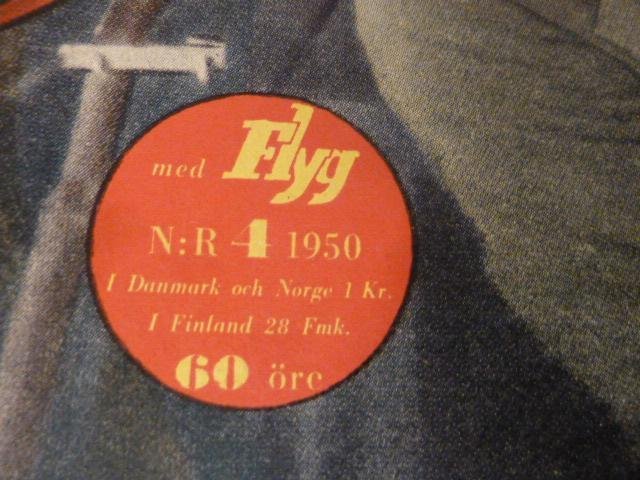 med Flyg
N:R 4 1950
I Danmark och Norge 1 Kr.
I Finland 28 Fmk.
60 öre